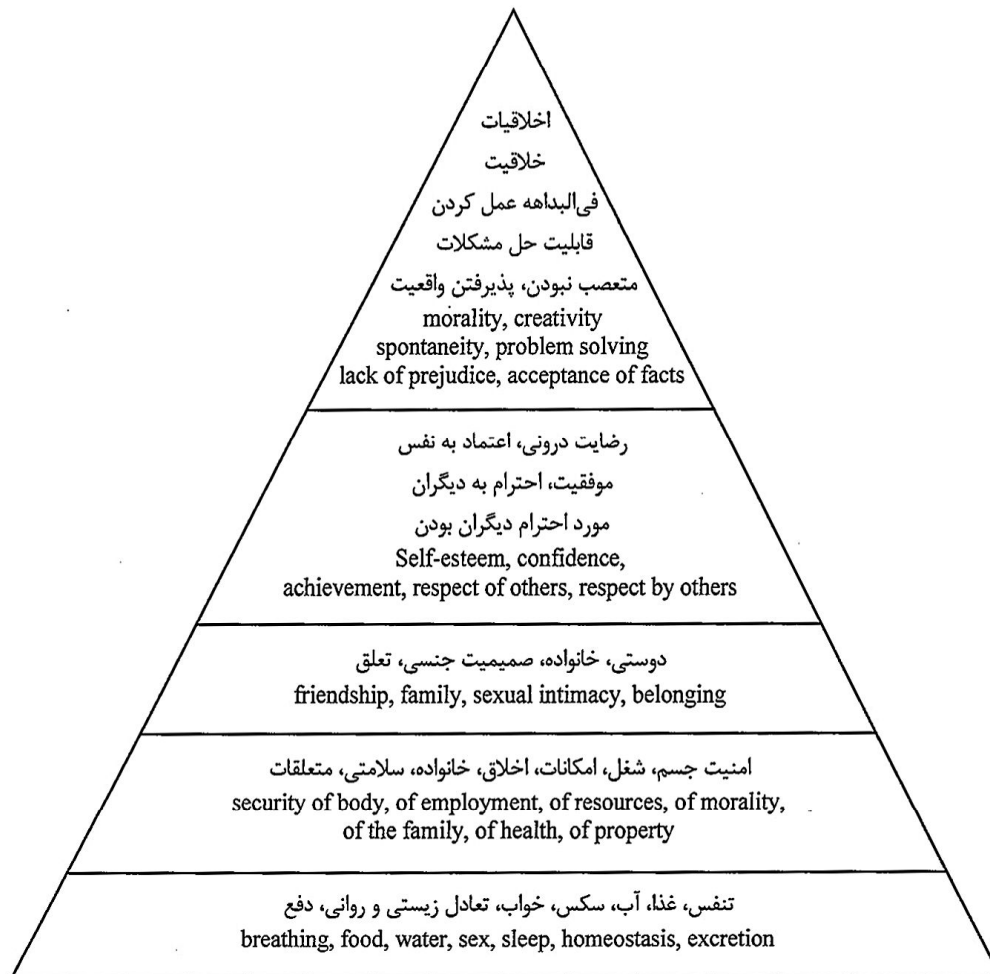 اخلاقیات
خلاقیت
فی‌البداهه عمل کردن
قابلیت حل مشکلات
متعصب نبودن، پذیرفتن واقعیت
morality, creativity
spontaneity, problem solving
lack of prejudice, acceptance of facts
رضایت درونی، اعتماد به نفس
موفقیت، احترام به دیگران
مورد احترام دیگران بودن
Self-esteem, confidence,
achievement, respect of others, respect by others
دوستی، خانواده، صمیمیت جنسی، تعلق
friendship, family, sexual intimacy, belonging
امنیت جسم، شغل، امکانات، اخلاق، خانواده، سلامتی، متعلقات
security of body, of employment, of resources, of morality,
of the family, of health, of property
تنفس، غذا، آب، سکس، خواب، تعادل زیستی و روانی، دفع
breathing, food, water, sex, sleep, homeostasis, excretion